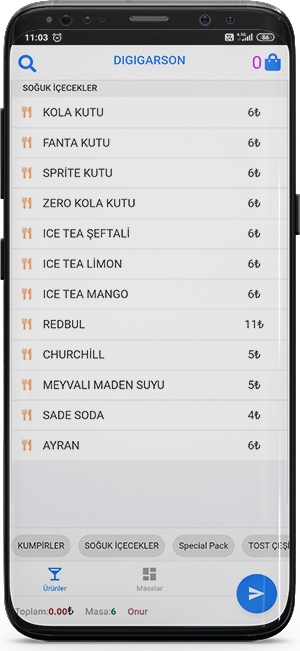 11:03 86
DIGIGARSON 0
SOĞUK İÇECEKLER
KOLA KUTU 6₺
FANTA KUTU 6₺
SPRİTE KUTU 6₺
ZERO KOLA KUTU 6₺
ICE TEA ŞEFTALİ 6₺
ICE TEA LİMON 6₺
ICE TEA MANGO 6₺
REDBUL 11₺
CHURCHİLL 5₺
MEYVALI MADEN SUYU 5₺
SADE SODA 4₺
AYRAN 6₺
KUMPİRLER SOĞUK İÇECEKLER Special Pack TOST ÇEŞİ
Ürünler Masalar
Toplam:0.00₺ Masa:6 Onur